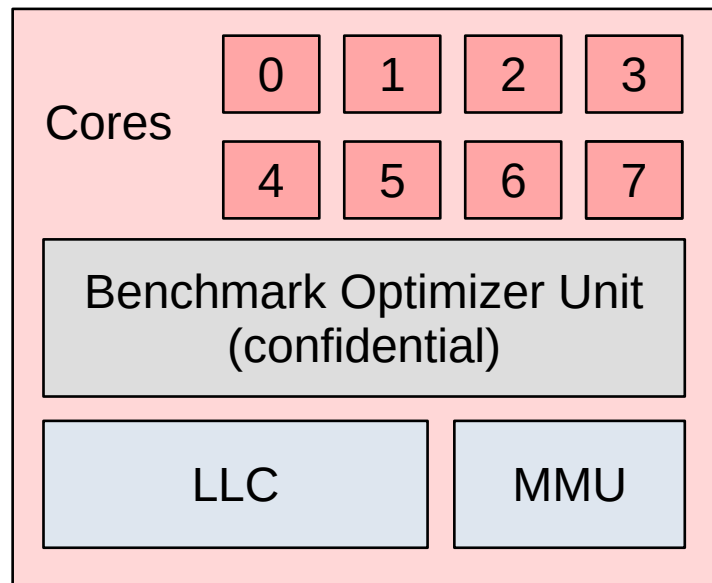 0 1 2 3
Cores
4 5 6 7
Benchmark Optimizer Unit
(confidential)
LLC MMU